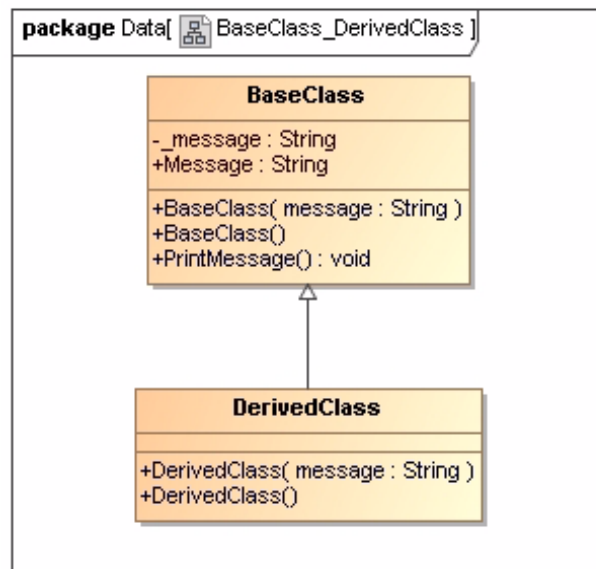 package Data[ BaseClass_DerivedClass ]
BaseClass
-_message : String
+Message : String
+BaseClass( message : String )
+BaseClass()
+PrintMessage() : void
DerivedClass
+DerivedClass( message : String )
+DerivedClass()